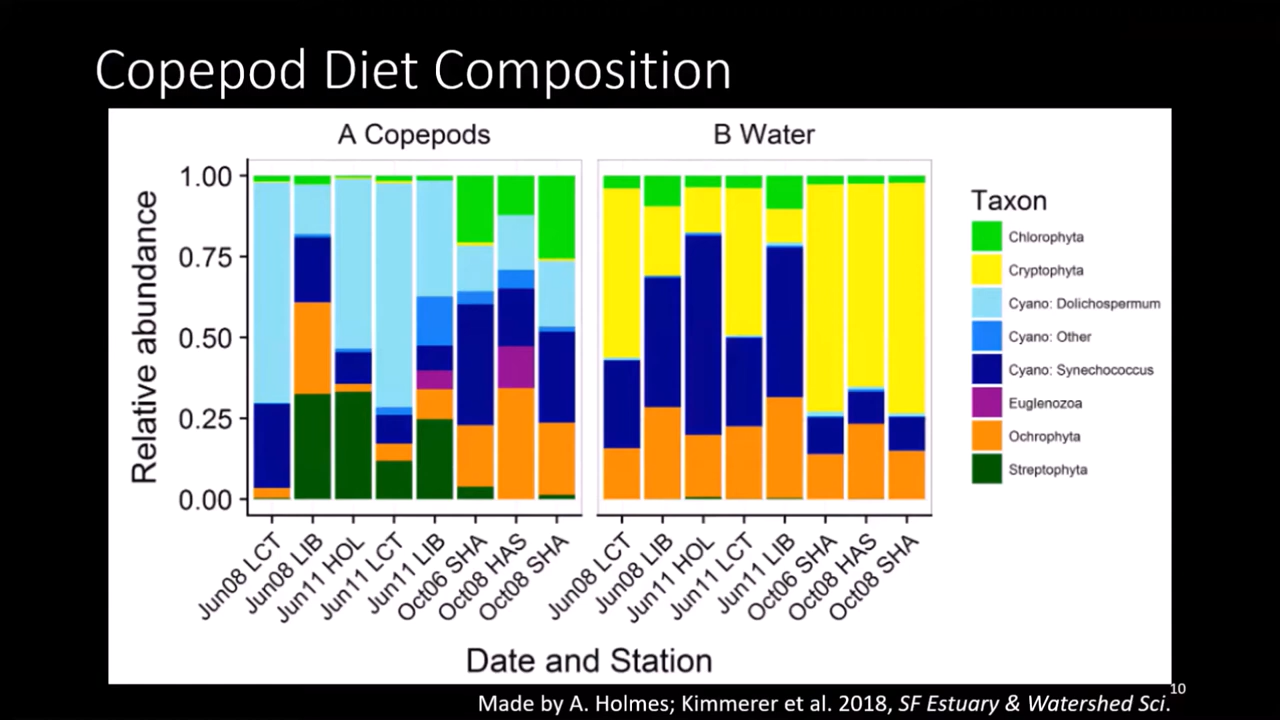 Copepod Diet Composition
A Copepods
B Water
Relative abundance
1.00
0.75
0.50
0.25
0.00
Jun08 LCT
Jun08 LIB
Jun11 HOL
Jun11 LCT
Jun11 LIB
Oct06 SHA
Oct08 HAS
Oct08 SHA
Jun08 LCT
Jun08 LIB
Jun11 HOL
Jun11 LCT
Jun11 LIB
Oct06 SHA
Oct08 HAS
Oct08 SHA
Date and Station
Taxon
Chlorophyta
Cryptophyta
Cyano: Dolichospermum
Cyano: Other
Cyano: Synechococcus
Euglenozoa
Ochrophyta
Streptophyta
10
Made by A. Holmes; Kimmerer et al. 2018, SF Estuary & Watershed Sci.